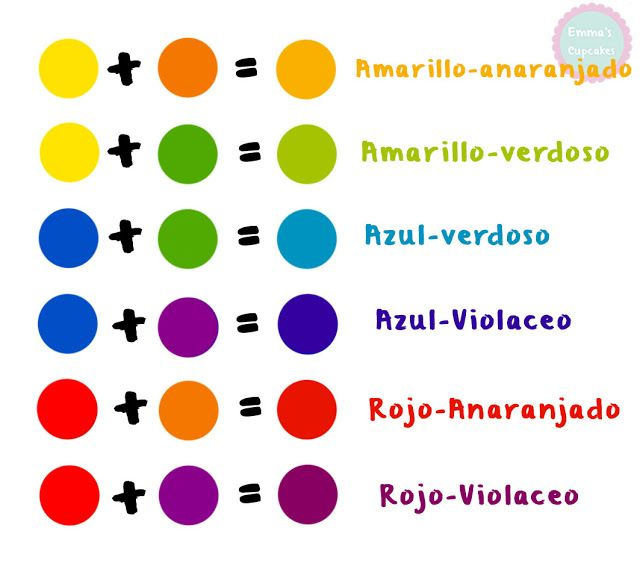 Emma's
Cupcakes
+ =
Amarillo-anaranjado
+ =
Amarillo-verdoso
+ =
Azul-verdoso
+ =
Azul-Violaceo
+ =
Rojo-Anaranjado
+ =
Rojo-Violaceo